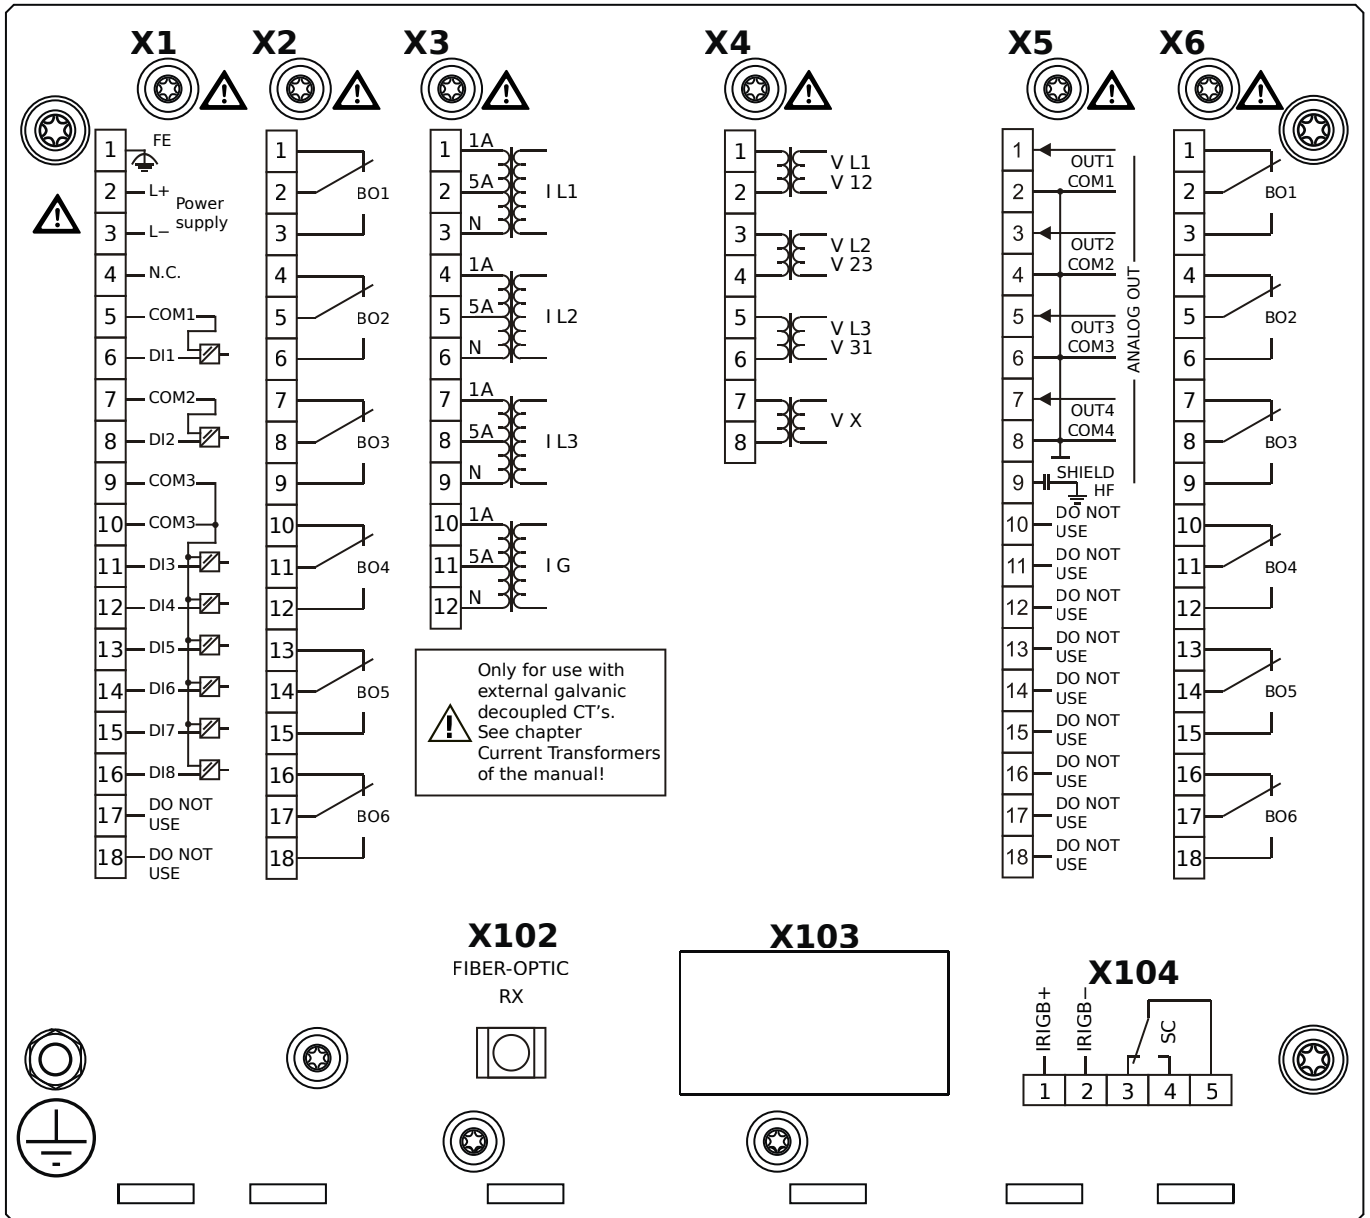 X1
X2
X3
X4
X5
X6
1 FE
2 L+
Power
supply
3 L−
4 N.C.
5 COM1
6 DI1
7 COM2
8 DI2
9 COM3
10 COM3
11 DI3
12 DI4
13 DI5
14 DI6
15 DI7
16 DI8
17 DO NOT
USE
18 DO NOT
USE
1
2 BO1
3
4
5 BO2
6
7
8 BO3
9
10
11 BO4
12
13
14 BO5
15
16
17 BO6
18
1 1A
2 5A I L1
3 N
4 1A
5 5A I L2
6 N
7 1A
8 5A I L3
9 N
10 1A
11 5A I G
12 N
Only for use with
external galvanic
decoupled CT's.
See chapter
Current Transformers
of the manual!
1 V L1
2 V 12
3 V L2
4 V 23
5 V L3
6 V 31
7
V X
8
1 OUT1
2 COM1
3 OUT2
4 COM2
5 OUT3
6 COM3
7 OUT4
8 COM4
9 SHIELD
HF
ANALOG OUT
10 DO NOT
USE
11 DO NOT
USE
12 DO NOT
USE
13 DO NOT
USE
14 DO NOT
USE
15 DO NOT
USE
16 DO NOT
USE
17 DO NOT
USE
18 DO NOT
USE
1
2 BO1
3
4
5 BO2
6
7
8 BO3
9
10
11 BO4
12
13
14 BO5
15
16
17 BO6
18
X102
FIBER-OPTIC
RX
X103
X104
IRIGB+
IRIGB−
SC
1 2 3 4 5